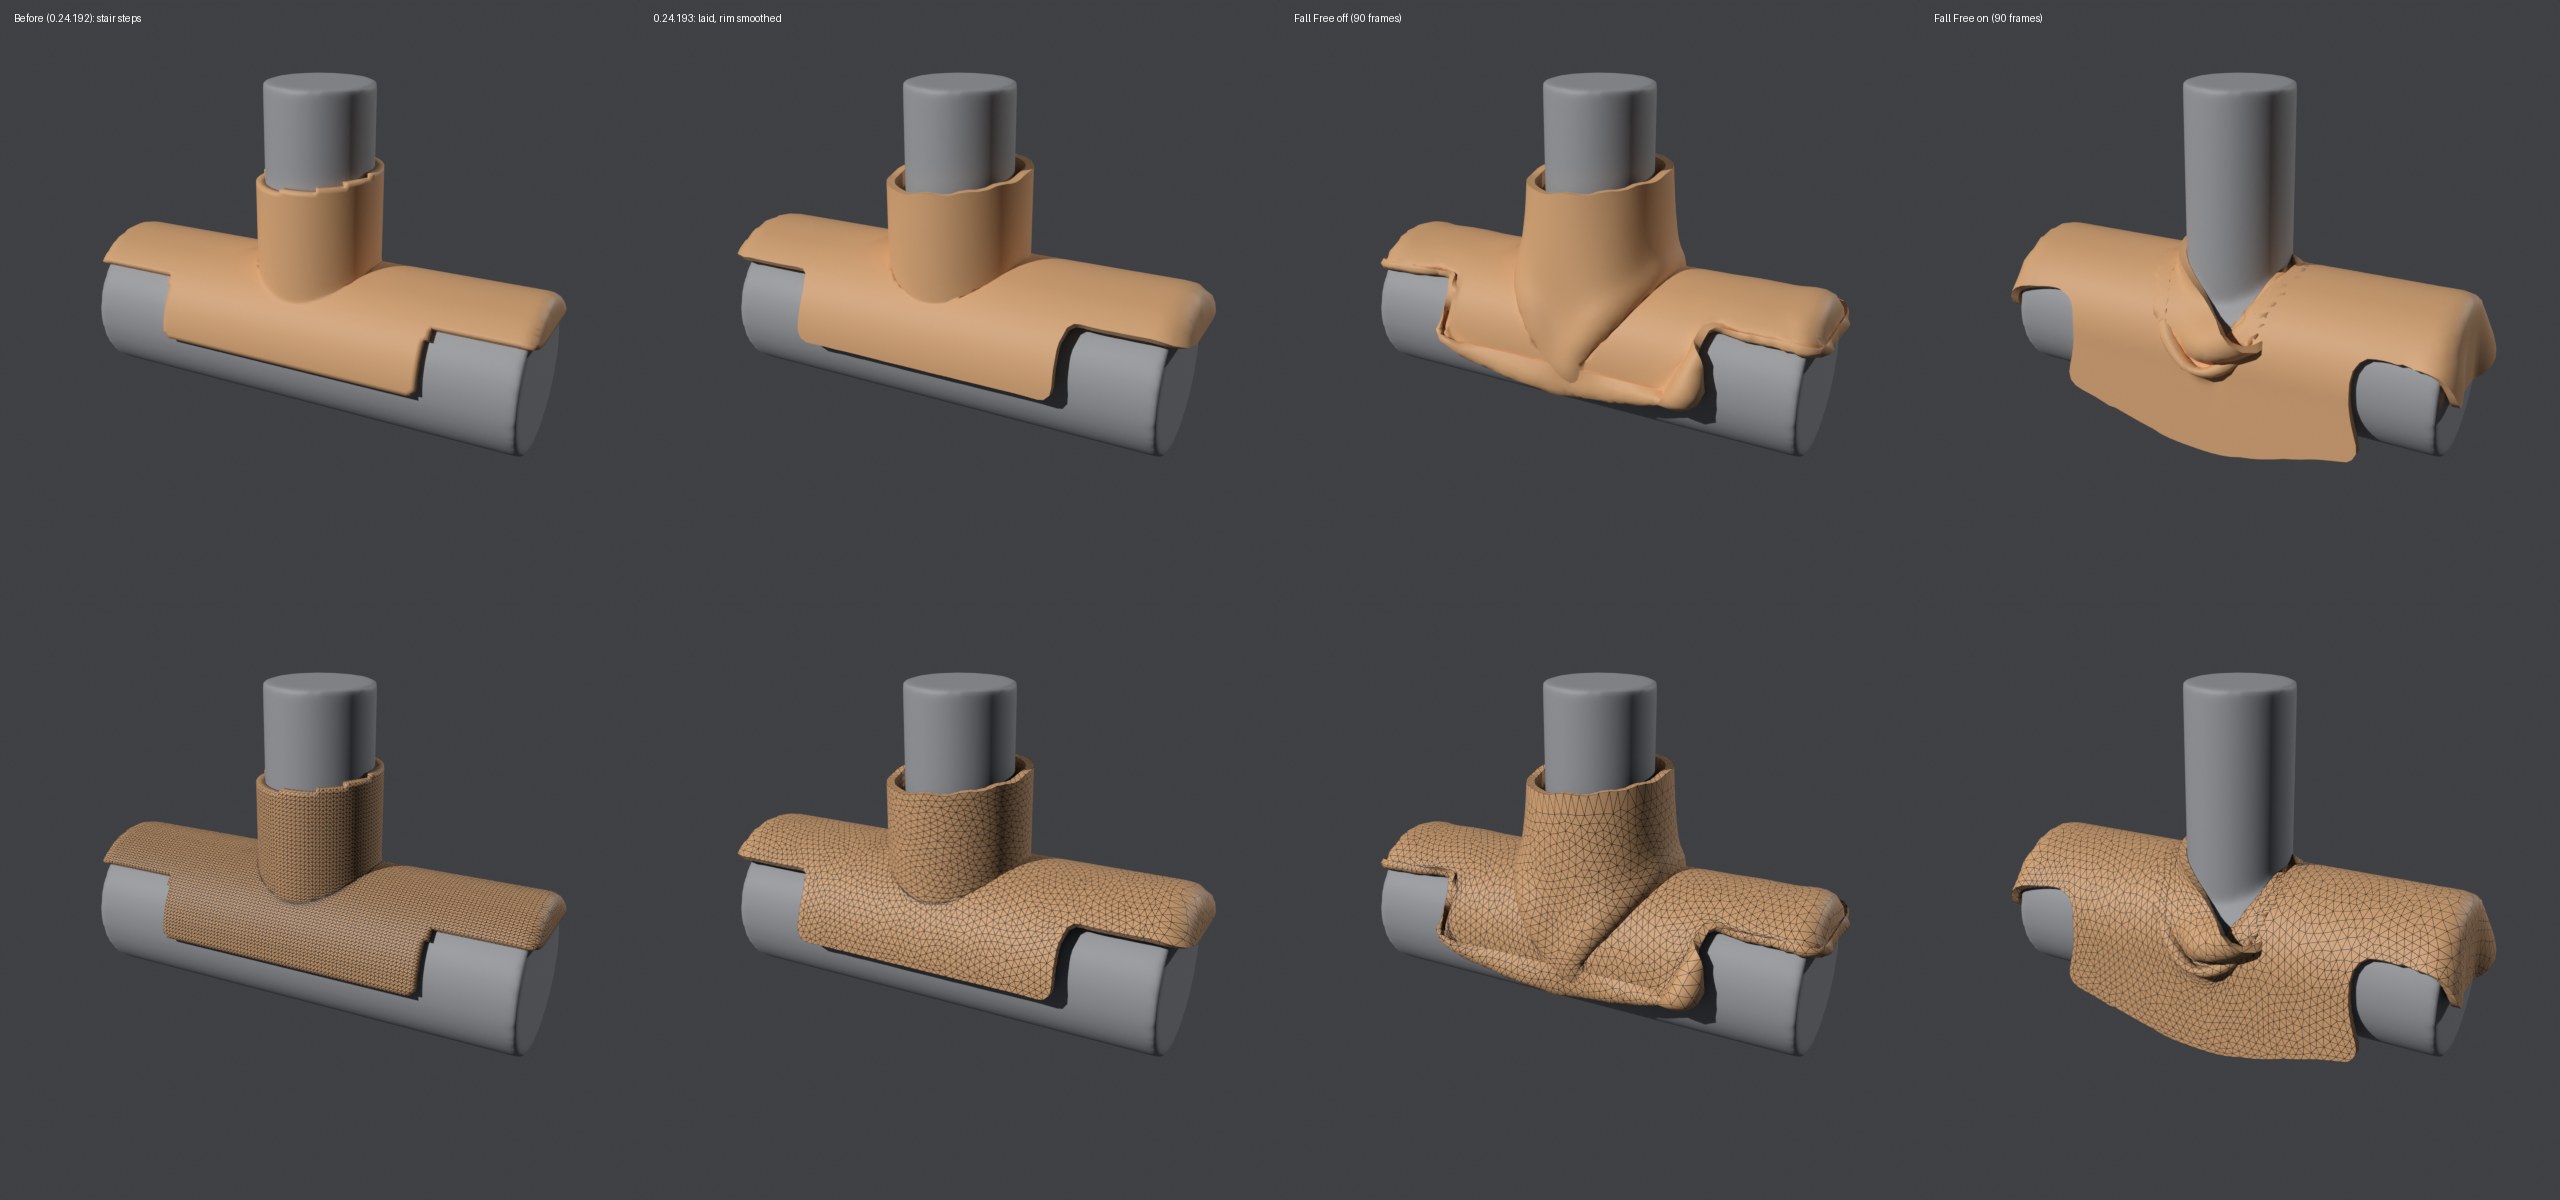 Before (0.24.192): stair steps
0.24.193: laid, rim smoothed
Fall Free off (90 frames)
Fall Free on (90 frames)